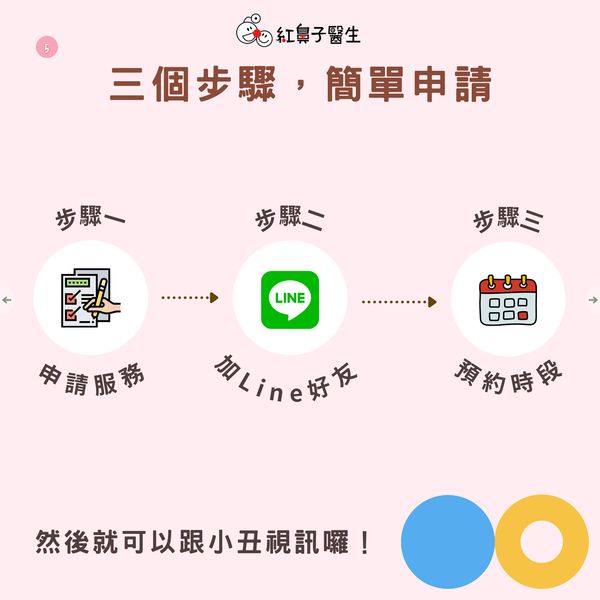 紅鼻子醫生
5
三個步驟，簡單申請
步驟一
步驟二
步驟三
LINE
申請服務
加Line好友
預約時段
然後就可以跟小丑視訊囉！